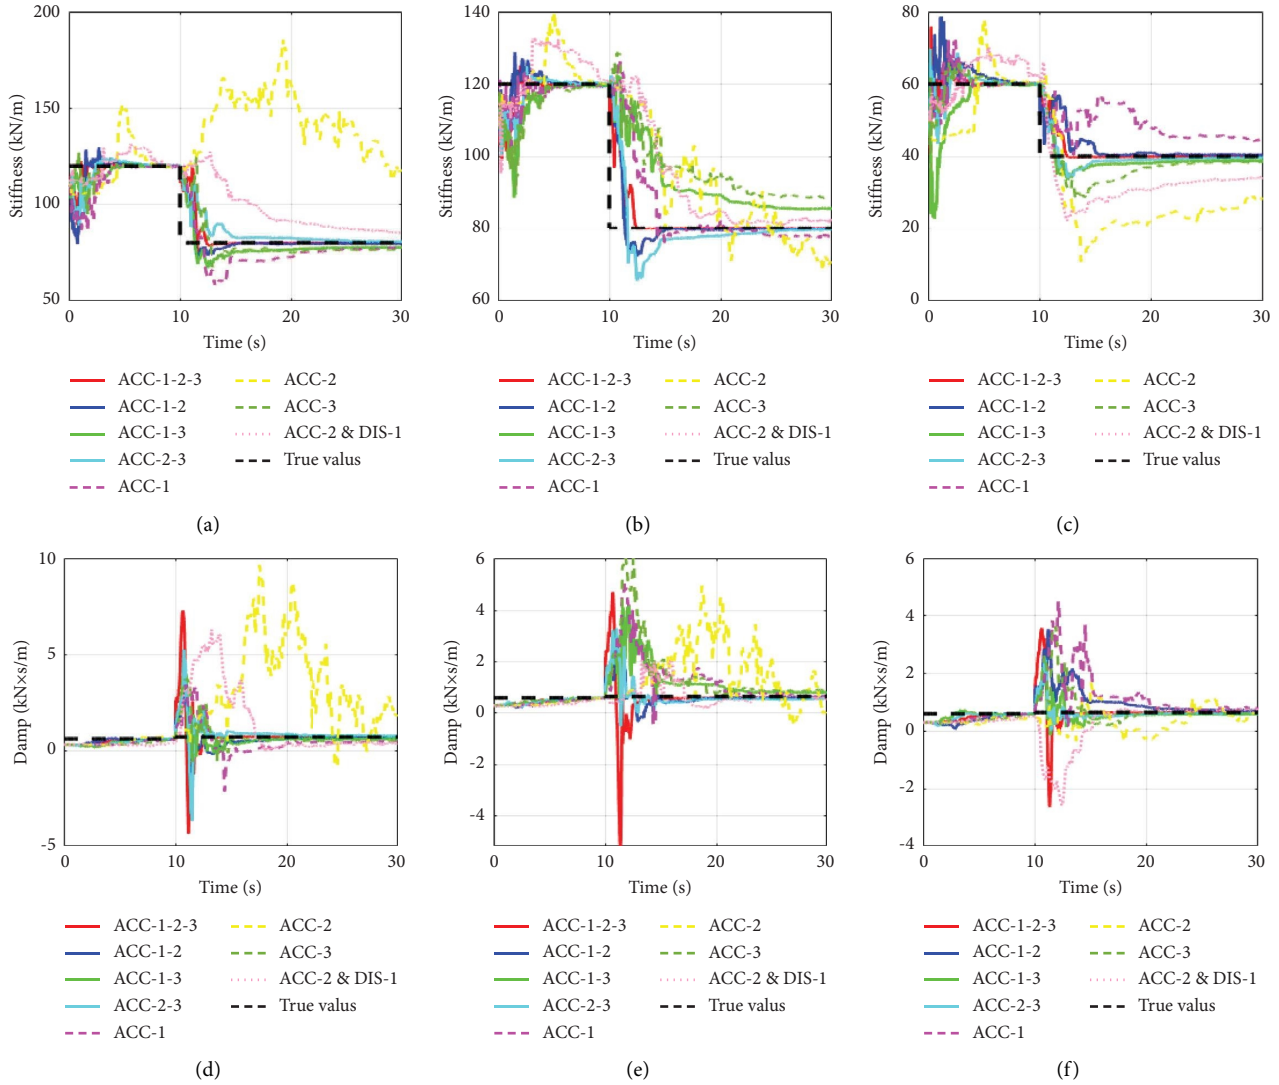 200
150
100
50
Stiffness (kN/m)
0 10 20 30
Time (s)
ACC-1-2-3 ACC-2
ACC-1-2 ACC-3
ACC-1-3 ACC-2 & DIS-1
ACC-2-3 True valus
ACC-1
(a)
140
120
100
80
60
Stiffness (kN/m)
0 10 20 30
Time (s)
ACC-1-2-3 ACC-2
ACC-1-2 ACC-3
ACC-1-3 ACC-2 & DIS-1
ACC-2-3 True valus
ACC-1
(b)
80
60
40
20
0
Stiffness (kN/m)
0 10 20 30
Time (s)
ACC-1-2-3 ACC-2
ACC-1-2 ACC-3
ACC-1-3 ACC-2 & DIS-1
ACC-2-3 True valus
ACC-1
(c)
10
5
0
-5
Damp (kN×s/m)
0 10 20 30
Time (s)
ACC-1-2-3 ACC-2
ACC-1-2 ACC-3
ACC-1-3 ACC-2 & DIS-1
ACC-2-3 True valus
ACC-1
(d)
6
4
2
0
-2
-4
Damp (kN×s/m)
0 10 20 30
Time (s)
ACC-1-2-3 ACC-2
ACC-1-2 ACC-3
ACC-1-3 ACC-2 & DIS-1
ACC-2-3 True valus
ACC-1
(e)
6
4
2
0
-2
-4
Damp (kN×s/m)
0 10 20 30
Time (s)
ACC-1-2-3 ACC-2
ACC-1-2 ACC-3
ACC-1-3 ACC-2 & DIS-1
ACC-2-3 True valus
ACC-1
(f)